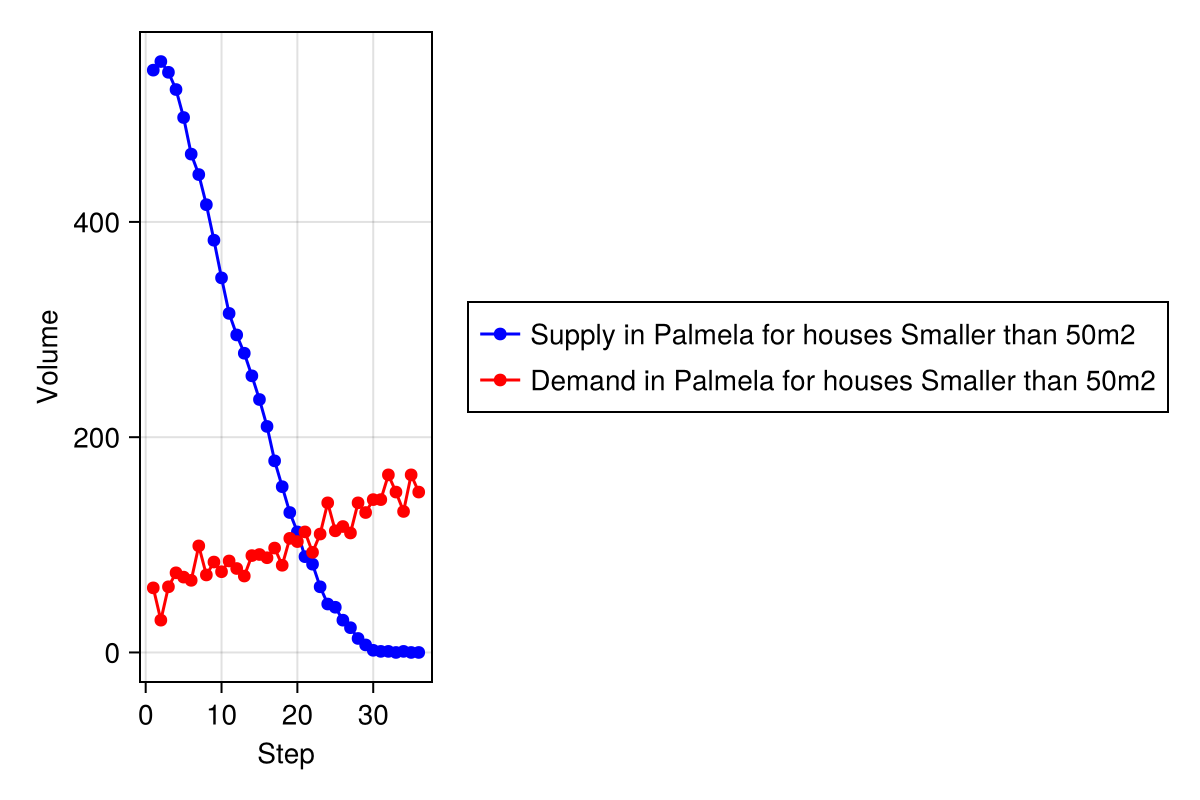 400
200
0
Volume
0 10 20 30
Step
Supply in Palmela for houses Smaller than 50m2
Demand in Palmela for houses Smaller than 50m2